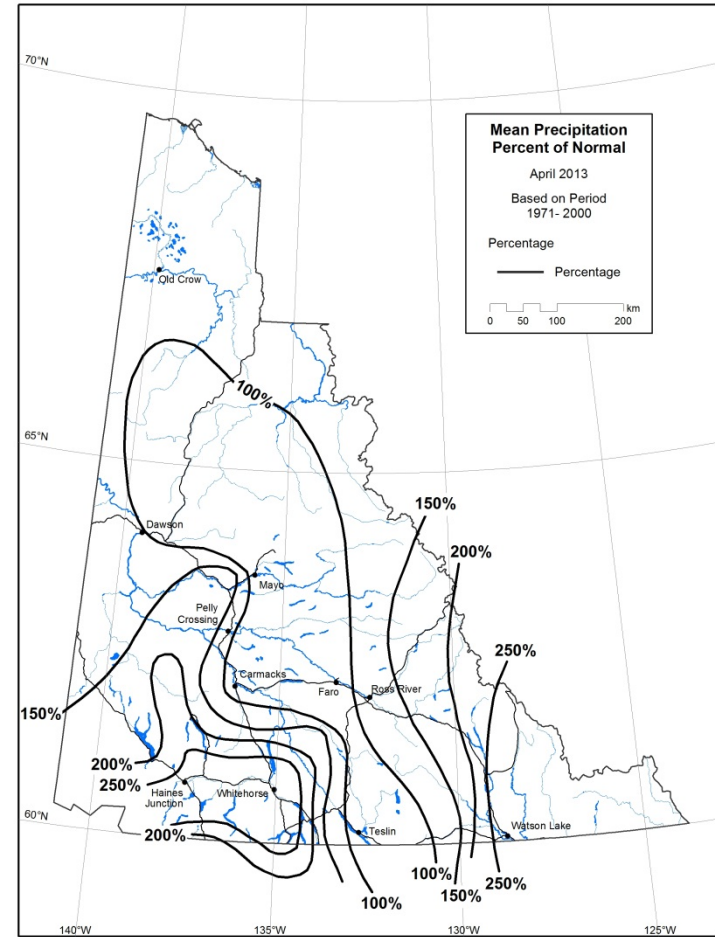 70°N
Mean Precipitation
Percent of Normal
April 2013
Based on Period
1971- 2000
Percentage
Percentage
km
0 50 100 200
Old Crow
100%
65°N
150%
Dawson
200%
Mayo
Pelly
Crossing
250%
Carmacks
Faro
Ross River
150%
200%
250%
Haines
Junction
Whitehorse
60°N
200%
Teslin
Watson Lake
100%
250%
150%
100%
140°W
135°W
130°W
125°W